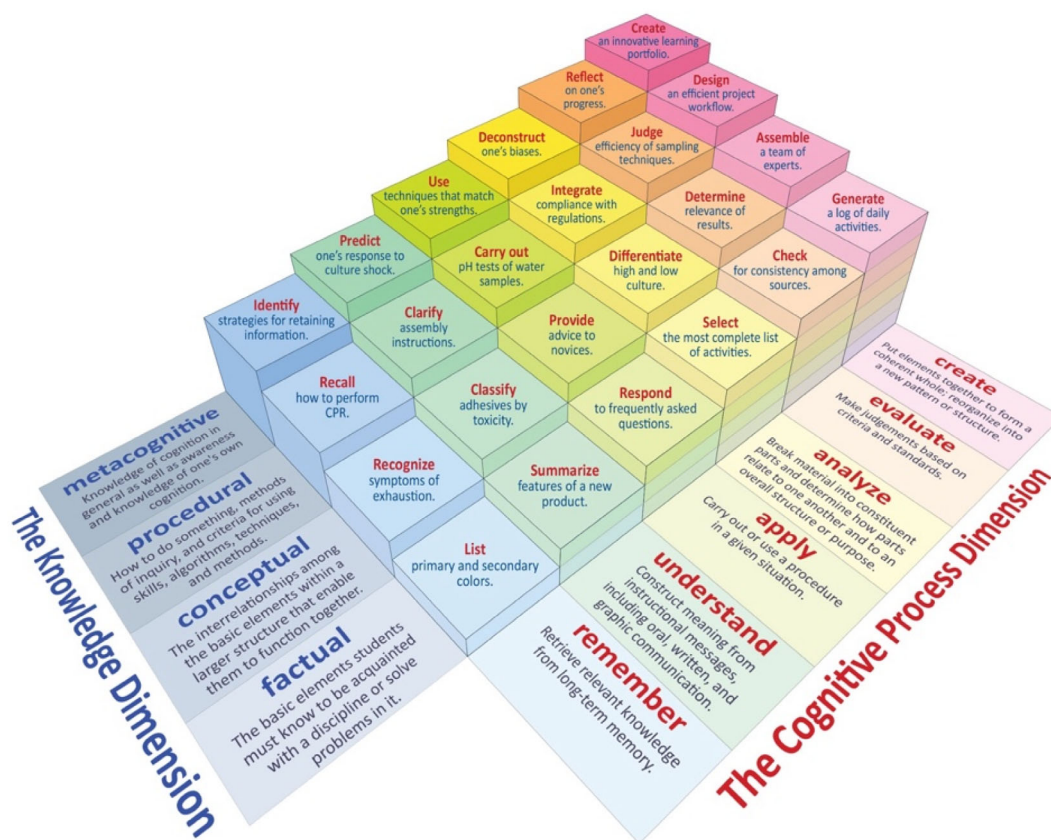 Create
an innovative learning
portfolio.
Reflect
on one's
progress.
Design
an efficient project
workflow.
Deconstruct
one's biases.
Judge
efficiency of sampling
techniques.
Assemble
a team of
experts.
Use
techniques that match
one's strengths.
Integrate
compliance with
regulations.
Determine
relevance of
results.
Generate
a log of daily
activities.
Predict
one's response to
culture shock.
Carry out
pH tests of water
samples.
Differentiate
high and low
culture.
Check
for consistency among
sources.
Identify
strategies for retaining
information.
Clarify
assembly
instructions.
Provide
advice to
novices.
Select
the most complete list
of activities.
Recall
how to perform
CPR.
Classify
adhesives by
toxicity.
Respond
to frequently asked
questions.
Recognize
symptoms of
exhaustion.
Summarize
features of a new
product.
List
primary and secondary
colors.
The Knowledge Dimension
metacognitive
Knowledge of cognition in
general as well as awareness
and knowledge of one's own
cognition.
procedural
How to do something, methods
of inquiry, and criteria for using
skills, algorithms, techniques,
and methods.
conceptual
The interrelationships among
the basic elements within a
larger structure that enable
them to function together.
factual
The basic elements students
must know to be acquainted
with a discipline or solve
problems in it.
The Cognitive Process Dimension
create
Put elements together to form a
coherent whole; reorganize into
a new pattern or structure.
evaluate
Make judgements based on
criteria and standards.
analyze
Break material into constituent
parts and determine how parts
relate to one another and to an
overall structure or purpose.
apply
Carry out or use a procedure
in a given situation.
understand
Construct meaning from
instructional messages,
including oral, written, and
graphic communication.
remember
Retrieve relevant knowledge
from long-term memory.